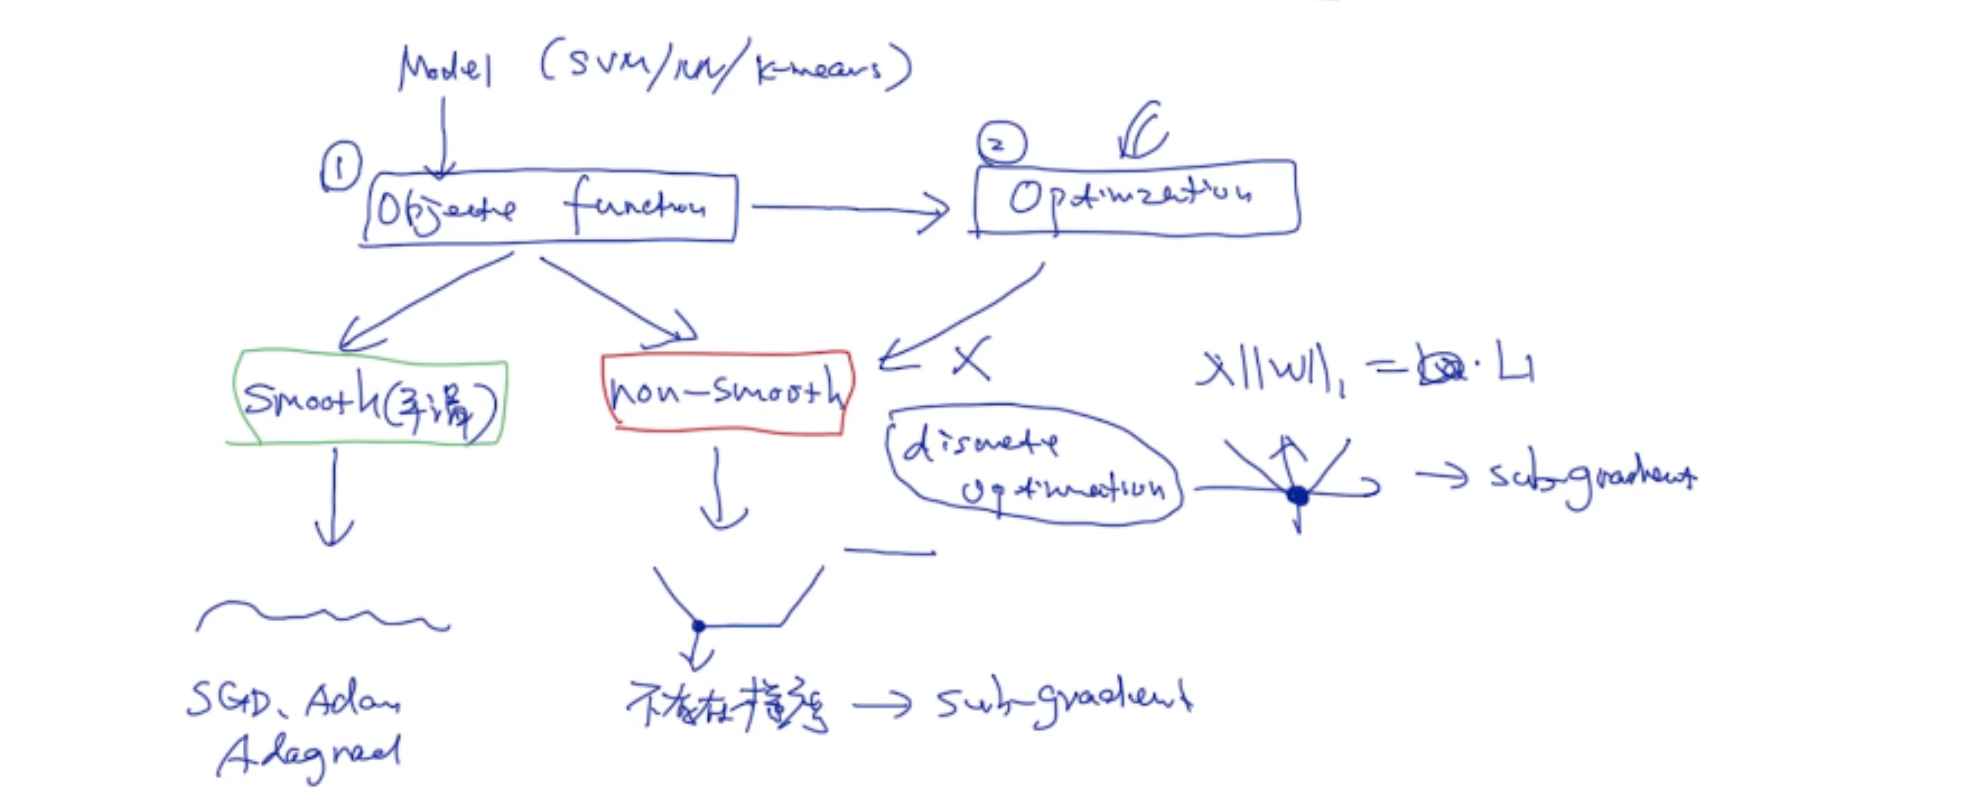 Model (SVM/NN/K-means)
①
Objective function
②
Optimization
Smooth(平滑)
non-smooth
X
λ||w||₁ = · L1
discrete
optimization
→ sub-gradient
SGD、Adam
Adagrad
不存在梯度 → sub-gradient